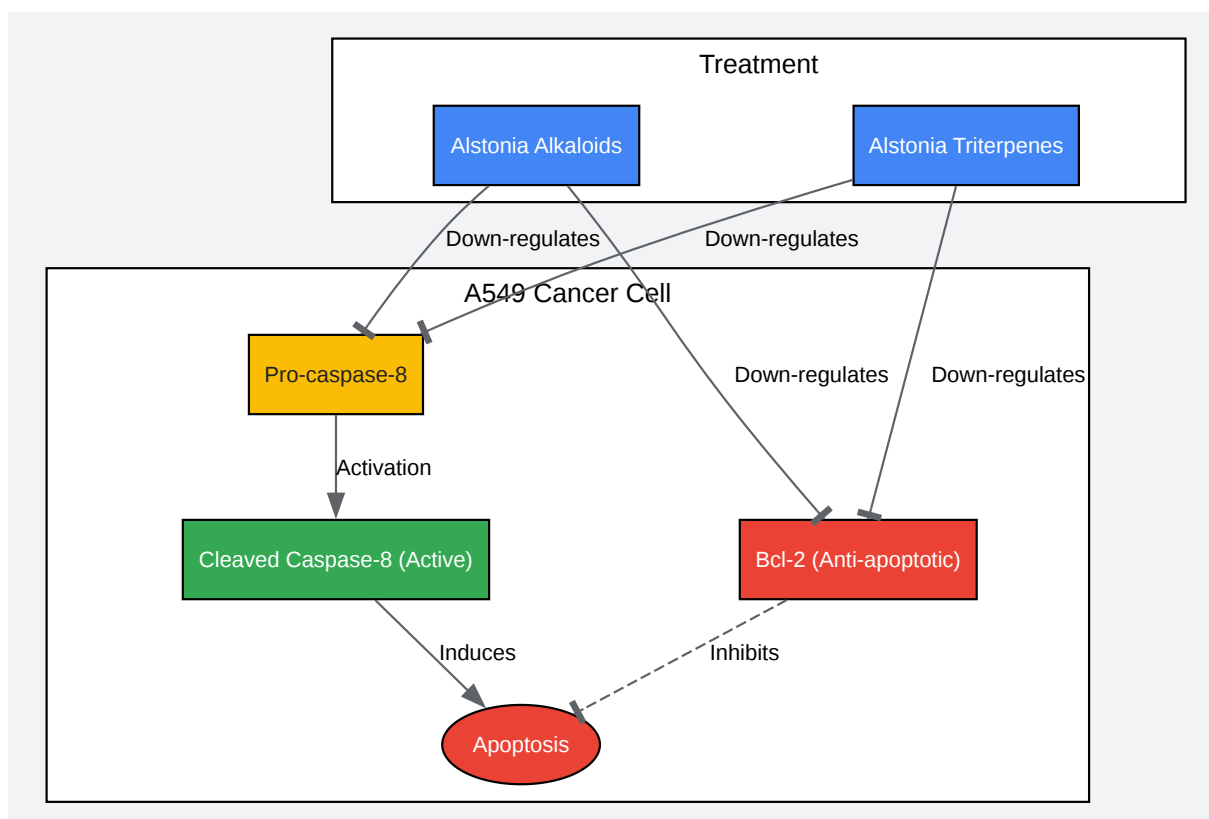 Treatment
Alstonia Alkaloids
Alstonia Triterpenes
Down-regulates
Down-regulates
A549 Cancer Cell
Pro-caspase-8
Down-regulates
Down-regulates
Activation
Cleaved Caspase-8 (Active)
Bcl-2 (Anti-apoptotic)
Induces
Inhibits
Apoptosis